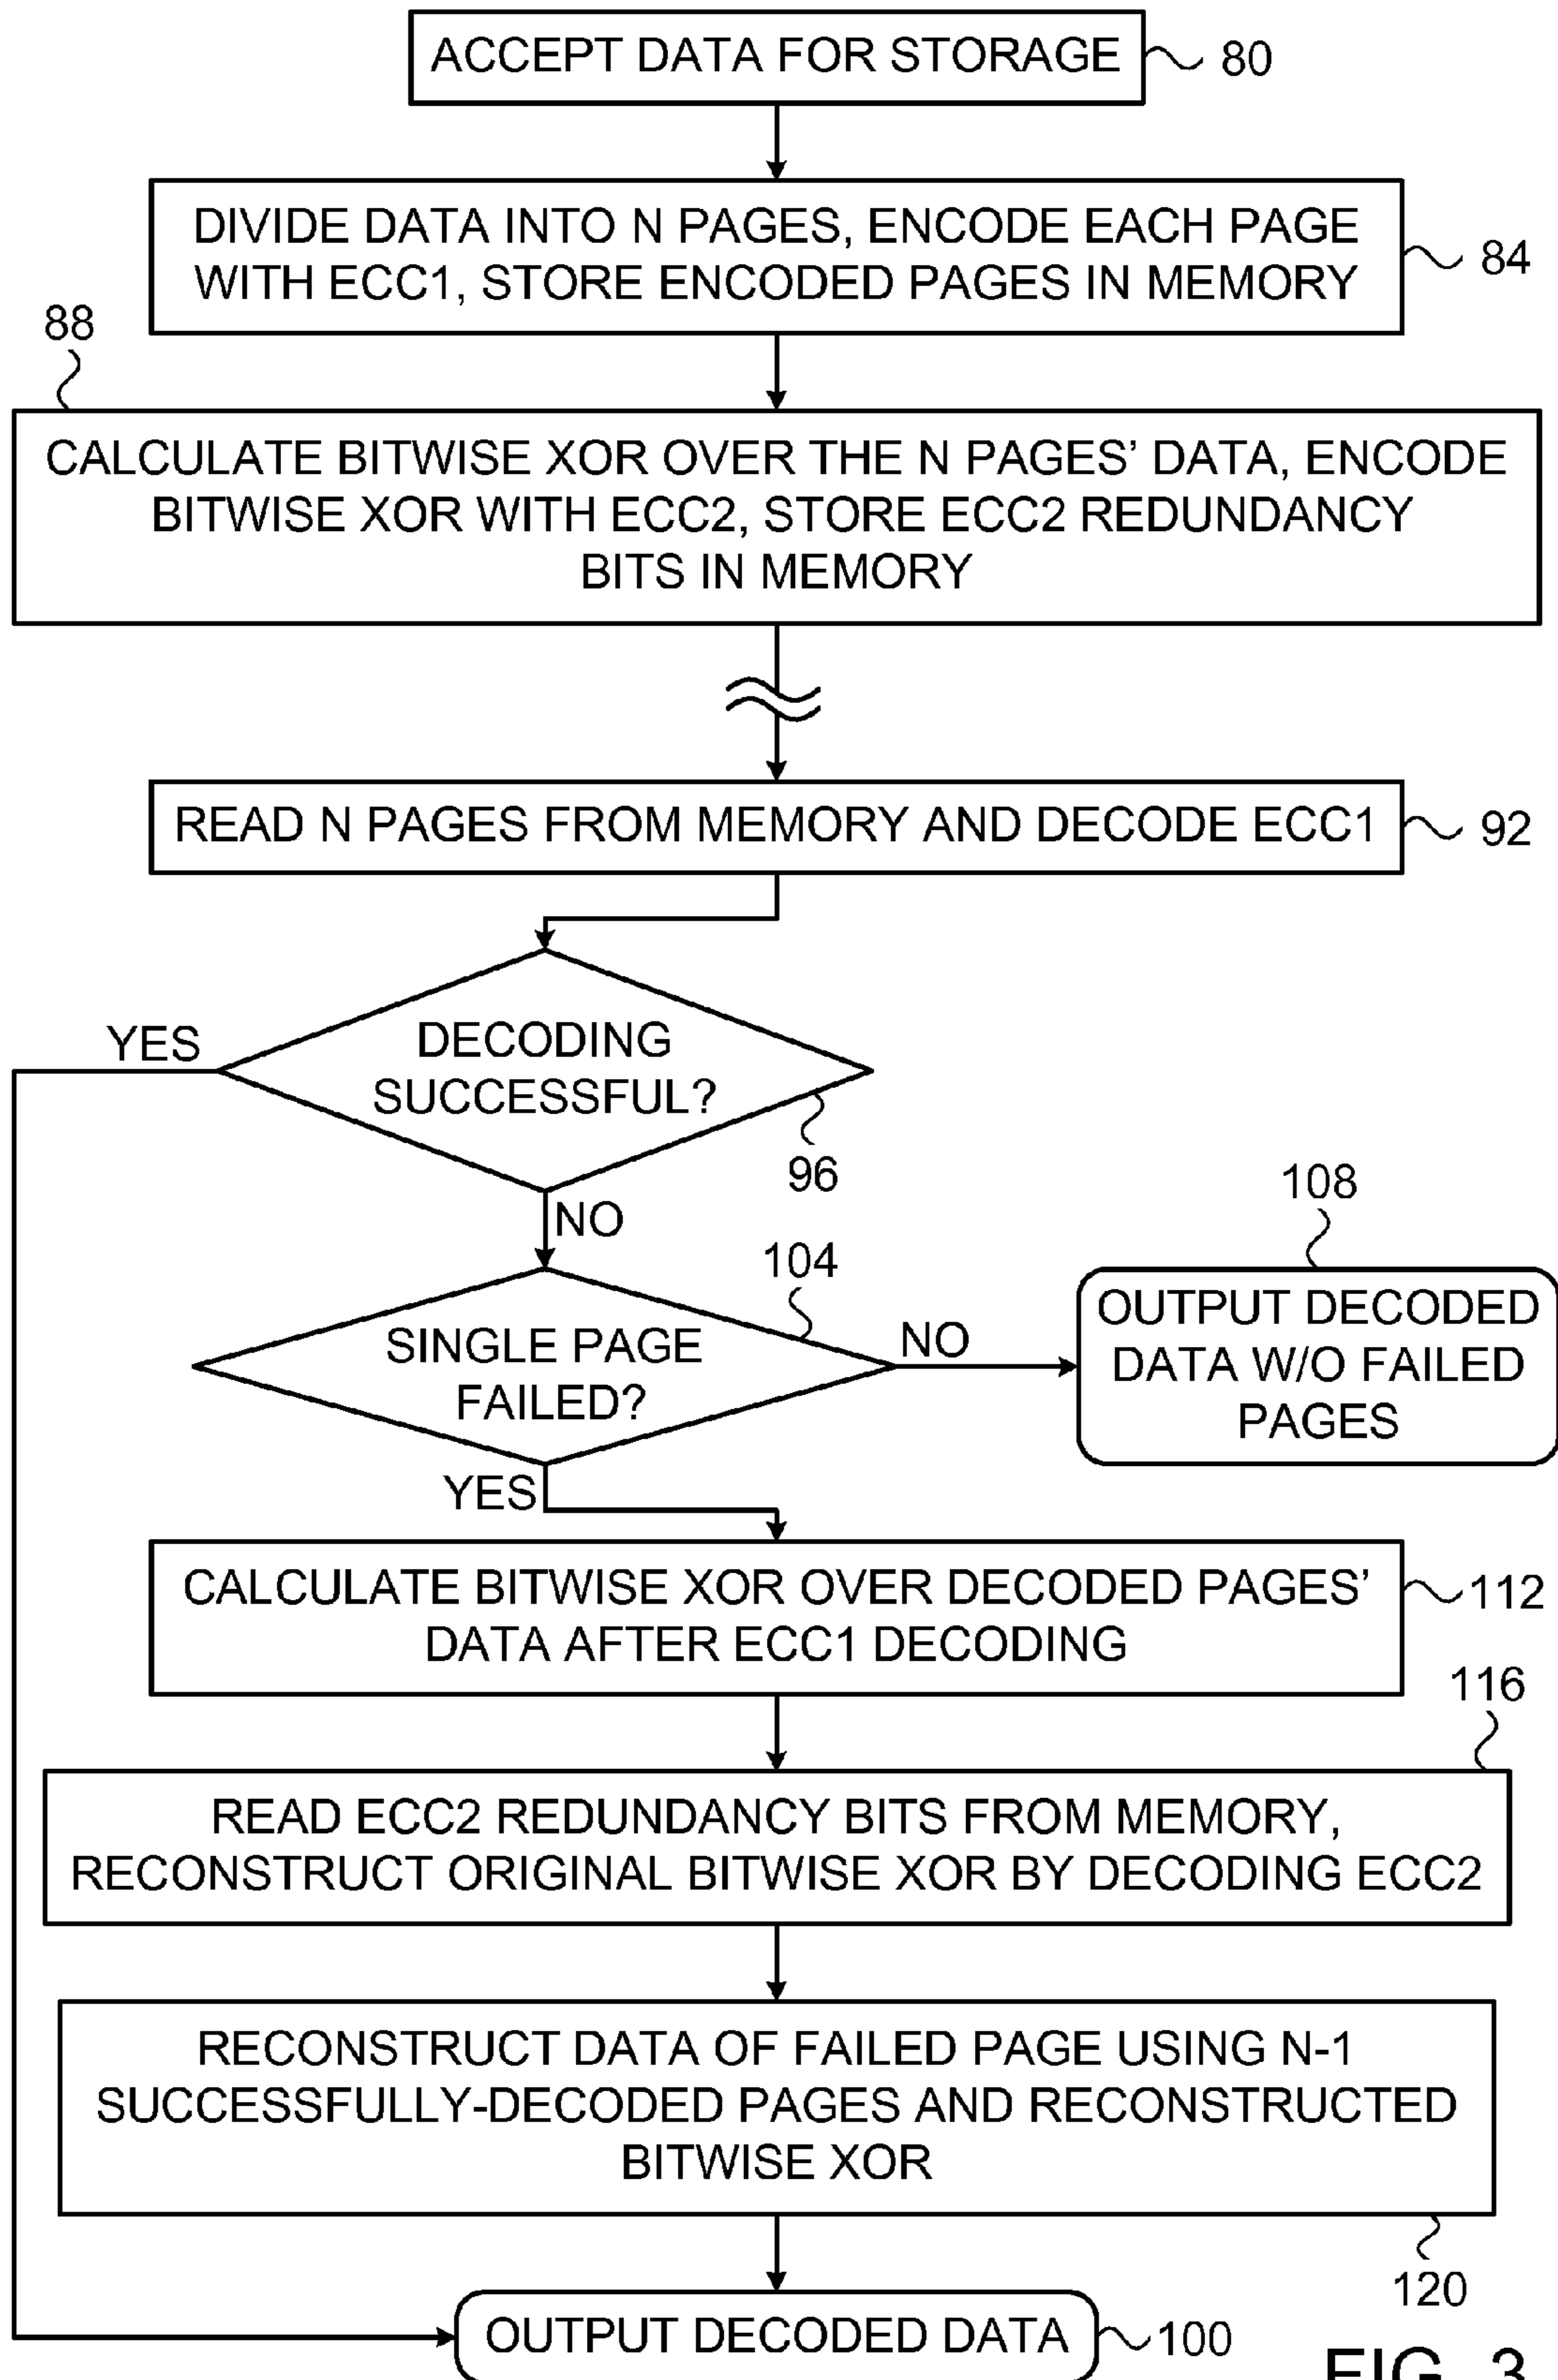 ACCEPT DATA FOR STORAGE
80
DIVIDE DATA INTO N PAGES, ENCODE EACH PAGE
WITH ECC1, STORE ENCODED PAGES IN MEMORY
84
88
CALCULATE BITWISE XOR OVER THE N PAGES' DATA, ENCODE
BITWISE XOR WITH ECC2, STORE ECC2 REDUNDANCY
BITS IN MEMORY
READ N PAGES FROM MEMORY AND DECODE ECC1
92
YES
DECODING
SUCCESSFUL?
96
NO
108
104
SINGLE PAGE
FAILED?
NO
OUTPUT DECODED
DATA W/O FAILED
PAGES
YES
CALCULATE BITWISE XOR OVER DECODED PAGES'
DATA AFTER ECC1 DECODING
112
116
READ ECC2 REDUNDANCY BITS FROM MEMORY,
RECONSTRUCT ORIGINAL BITWISE XOR BY DECODING ECC2
RECONSTRUCT DATA OF FAILED PAGE USING N-1
SUCCESSFULLY-DECODED PAGES AND RECONSTRUCTED
BITWISE XOR
120
OUTPUT DECODED DATA
100
FIG. 3